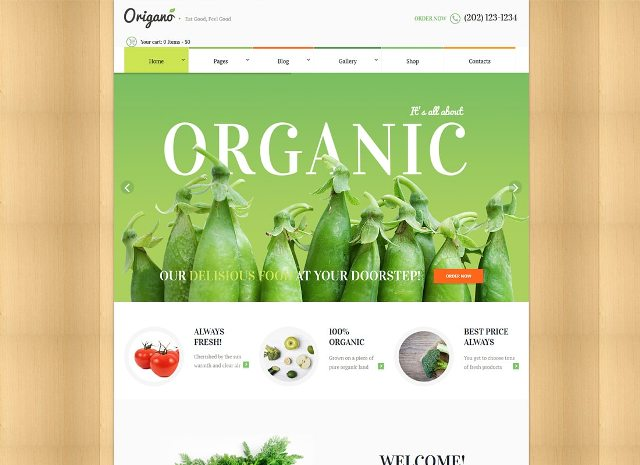 Origano
Eat Good, Feel Good
ORDER NOW
(202) 123-1234
Your cart: 0 Items - $0
Home
Pages
Blog
Gallery
Shop
Contacts
It's all about
ORGANIC
OUR DELISIOUS FOOD AT YOUR DOORSTEP!
ORDER NOW
ALWAYS
FRESH!
Cherished by the sun
warmth and clear air
100%
ORGANIC
Grown on a piece of
pure organic land
BEST PRICE
ALWAYS
You get to choose tons
of fresh products
WELCOME!